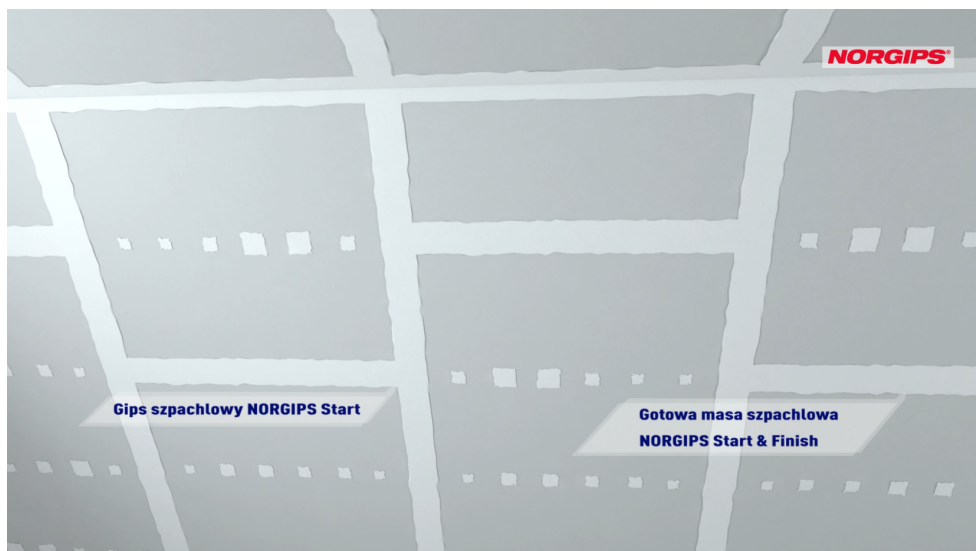 NORGIPS®
Gips szpachlowy NORGIPS Start
Gotowa masa szpachlowa
NORGIPS Start & Finish